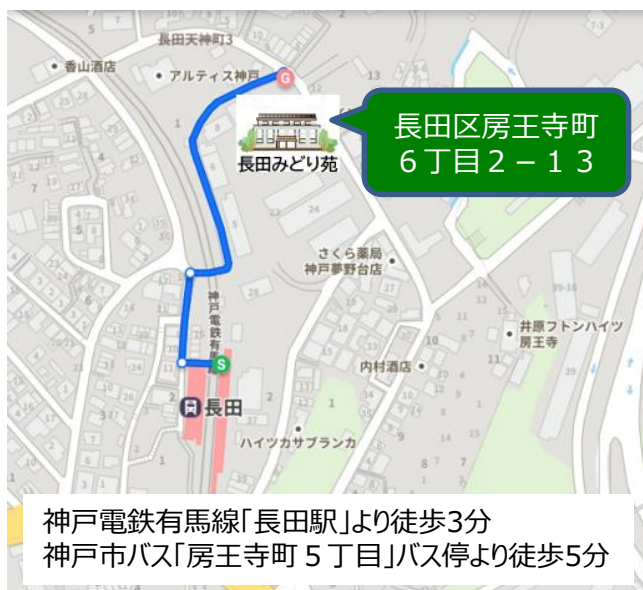 長田天神町3
香山酒店
アルティス神戸
G
長田区房王寺町
６丁目２－１３
長田みどり苑
さくら薬局
神戸夢野台店
神戸電鉄有馬
井原フトンハイツ
房王寺
S
内村酒店
長田
ハイツカサブランカ
神戸電鉄有馬線「長田駅」より徒歩3分
神戸市バス「房王寺町５丁目」バス停より徒歩5分